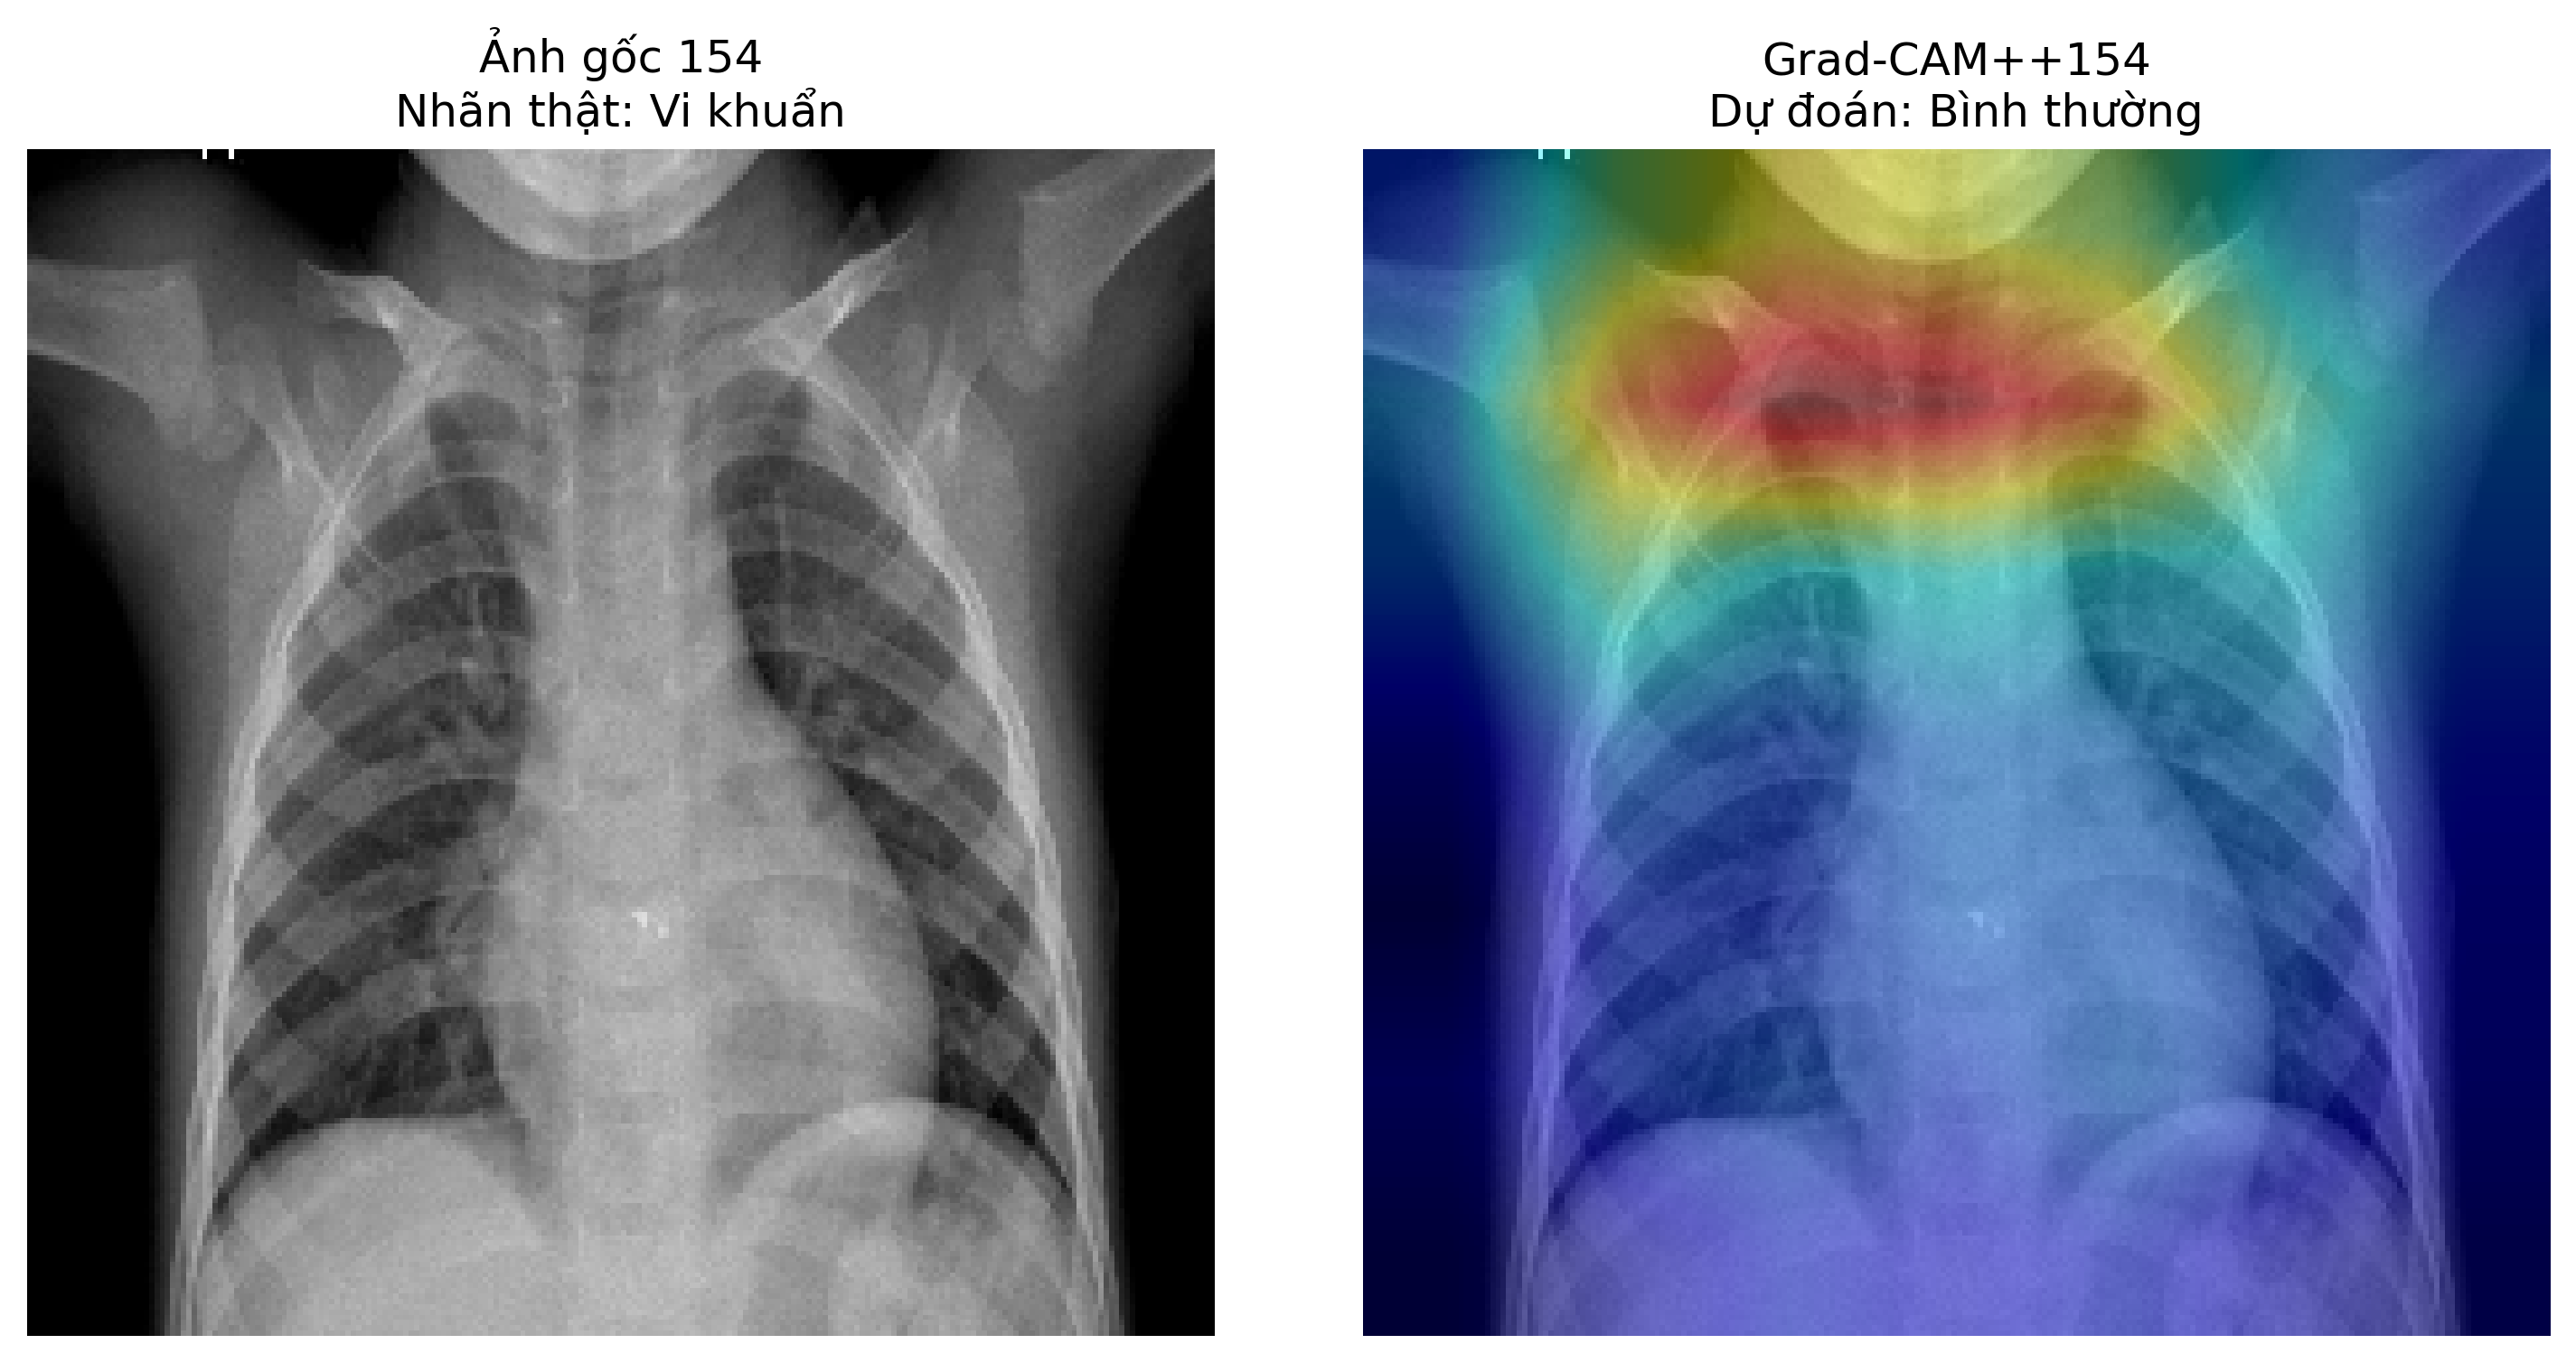 Ảnh gốc 154
Nhãn thật: Vi khuẩn
Grad-CAM++154
Dự đoán: Bình thường